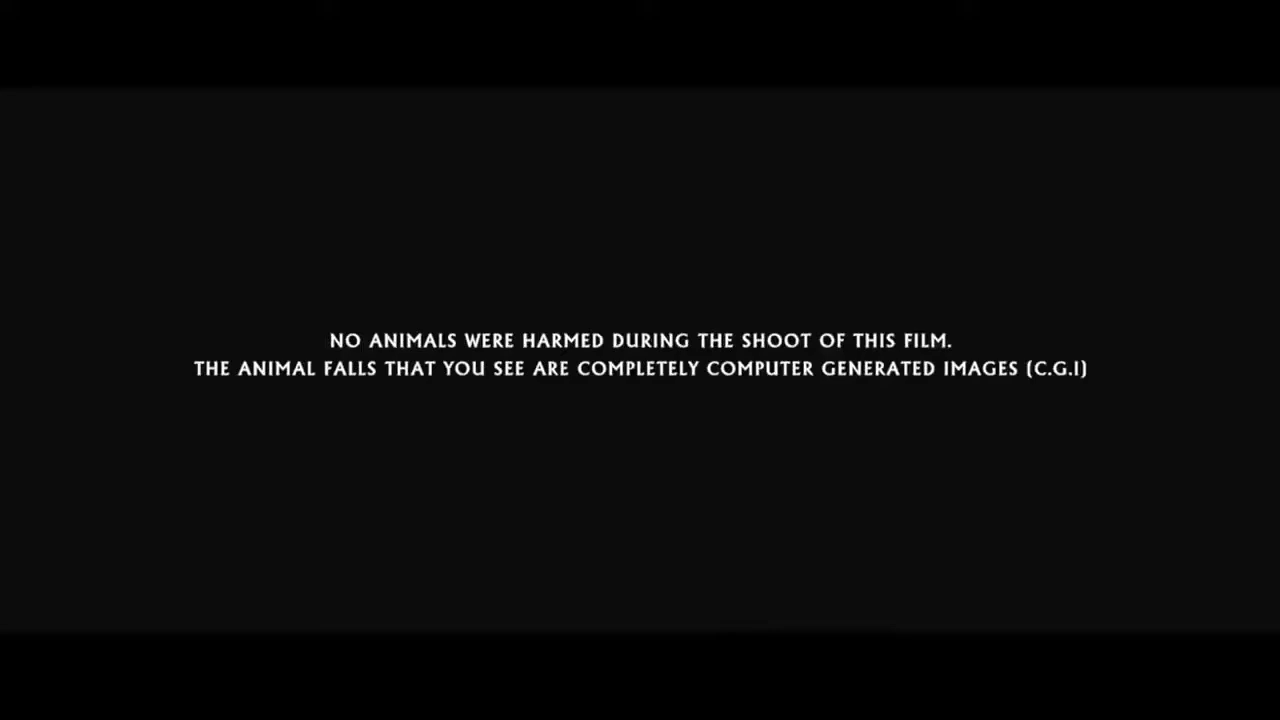 NO ANIMALS WERE HARMED DURING THE SHOOT OF THIS FILM.
THE ANIMAL FALLS THAT YOU SEE ARE COMPLETELY COMPUTER GENERATED IMAGES (C.G.I)